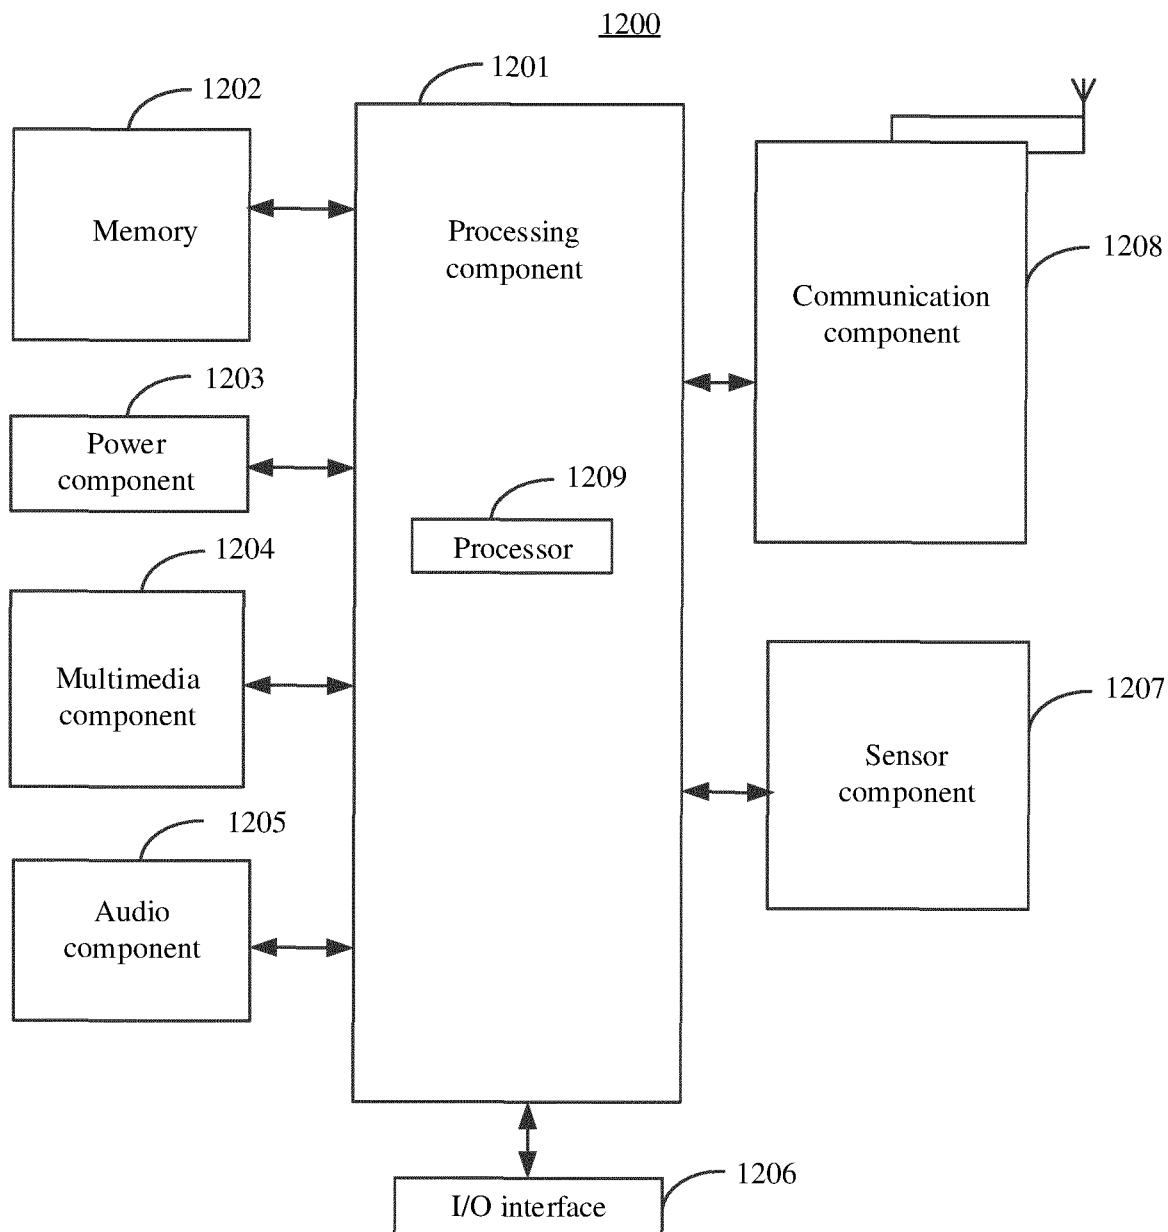 1200
1201
1202
Memory
Processing
component
1208
Communication
component
1203
Power
component
1209
Processor
1204
Multimedia
component
1207
Sensor
component
1205
Audio
component
1206
I/O interface